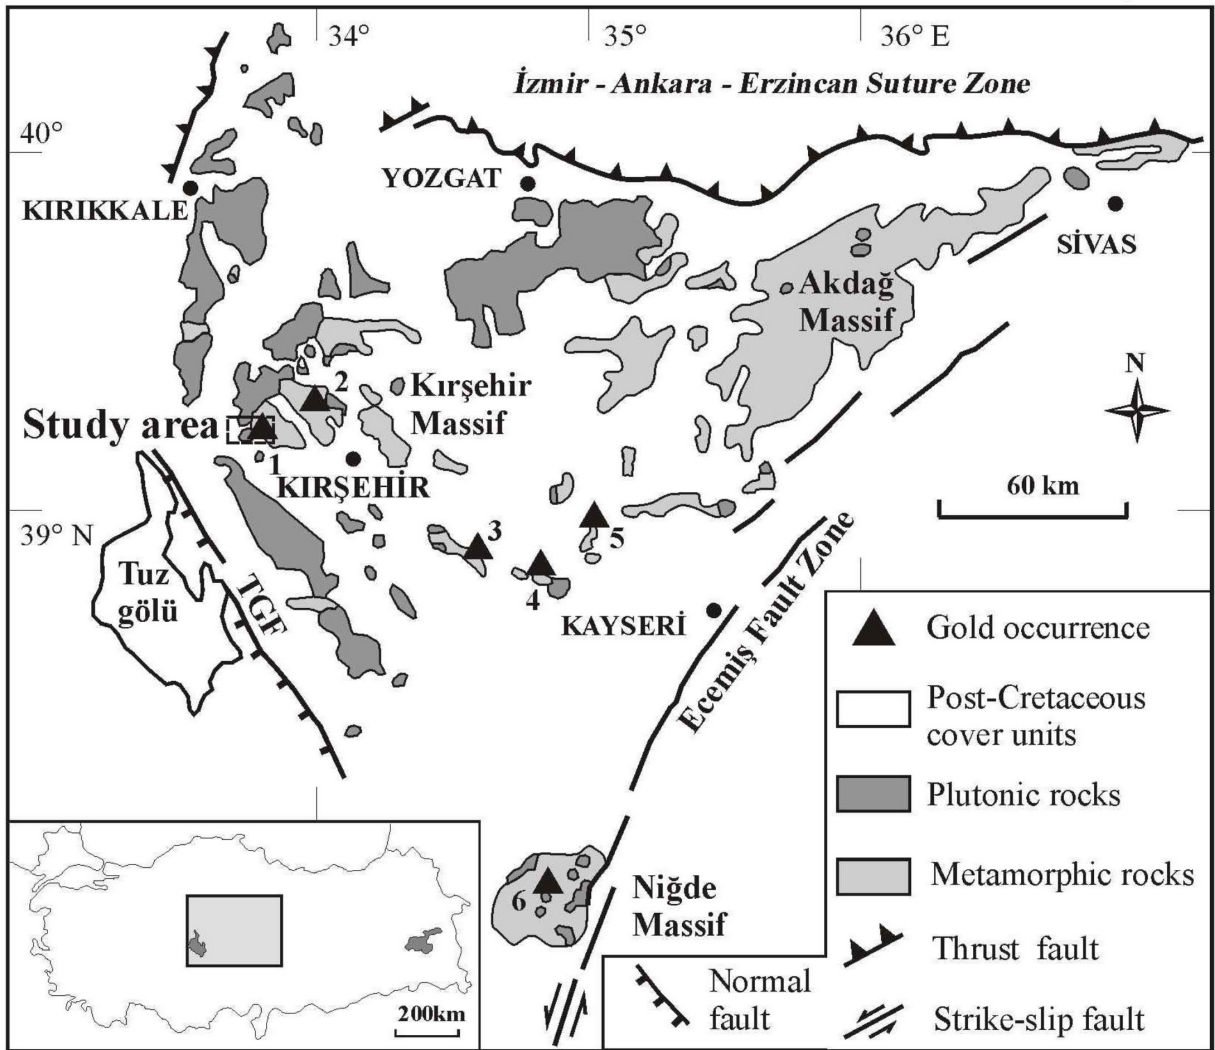 34°
35°
36° E
İzmir - Ankara - Erzincan Suture Zone
40°
YOZGAT
KIRIKKALE
SİVAS
Akdağ
Massif
N
2
Kırşehir
Massif
Study area
1
KIRŞEHİR
60 km
39° N
3
5
Tuz
gölü
TGF
4
KAYSERİ
Ecemiş Fault Zone
Gold occurrence
Post-Cretaceous
cover units
Plutonic rocks
Metamorphic rocks
6
Niğde
Massif
Thrust fault
Normal
fault
Strike-slip fault
200km